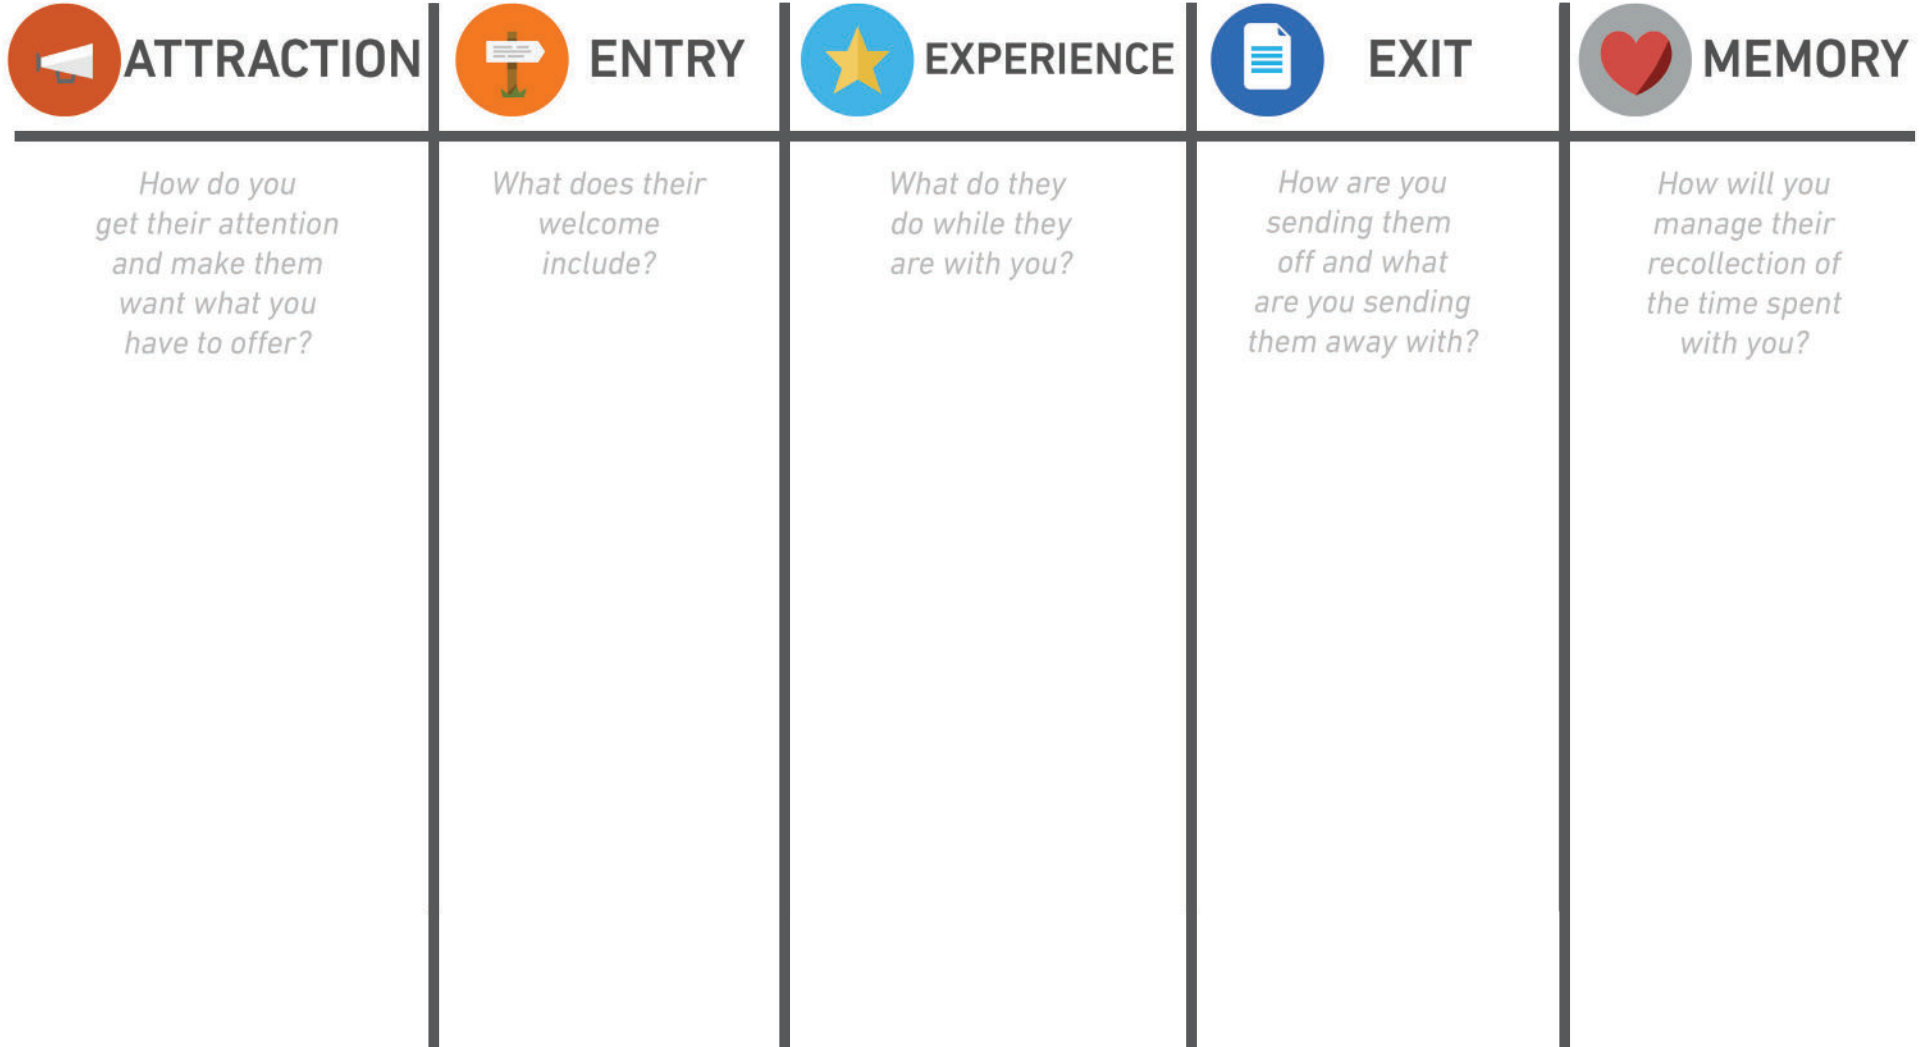 ATTRACTION
How do you
get their attention
and make them
want what you
have to offer?
ENTRY
What does their
welcome
include?
EXPERIENCE
What do they
do while they
are with you?
EXIT
How are you
sending them
off and what
are you sending
them away with?
MEMORY
How will you
manage their
recollection of
the time spent
with you?